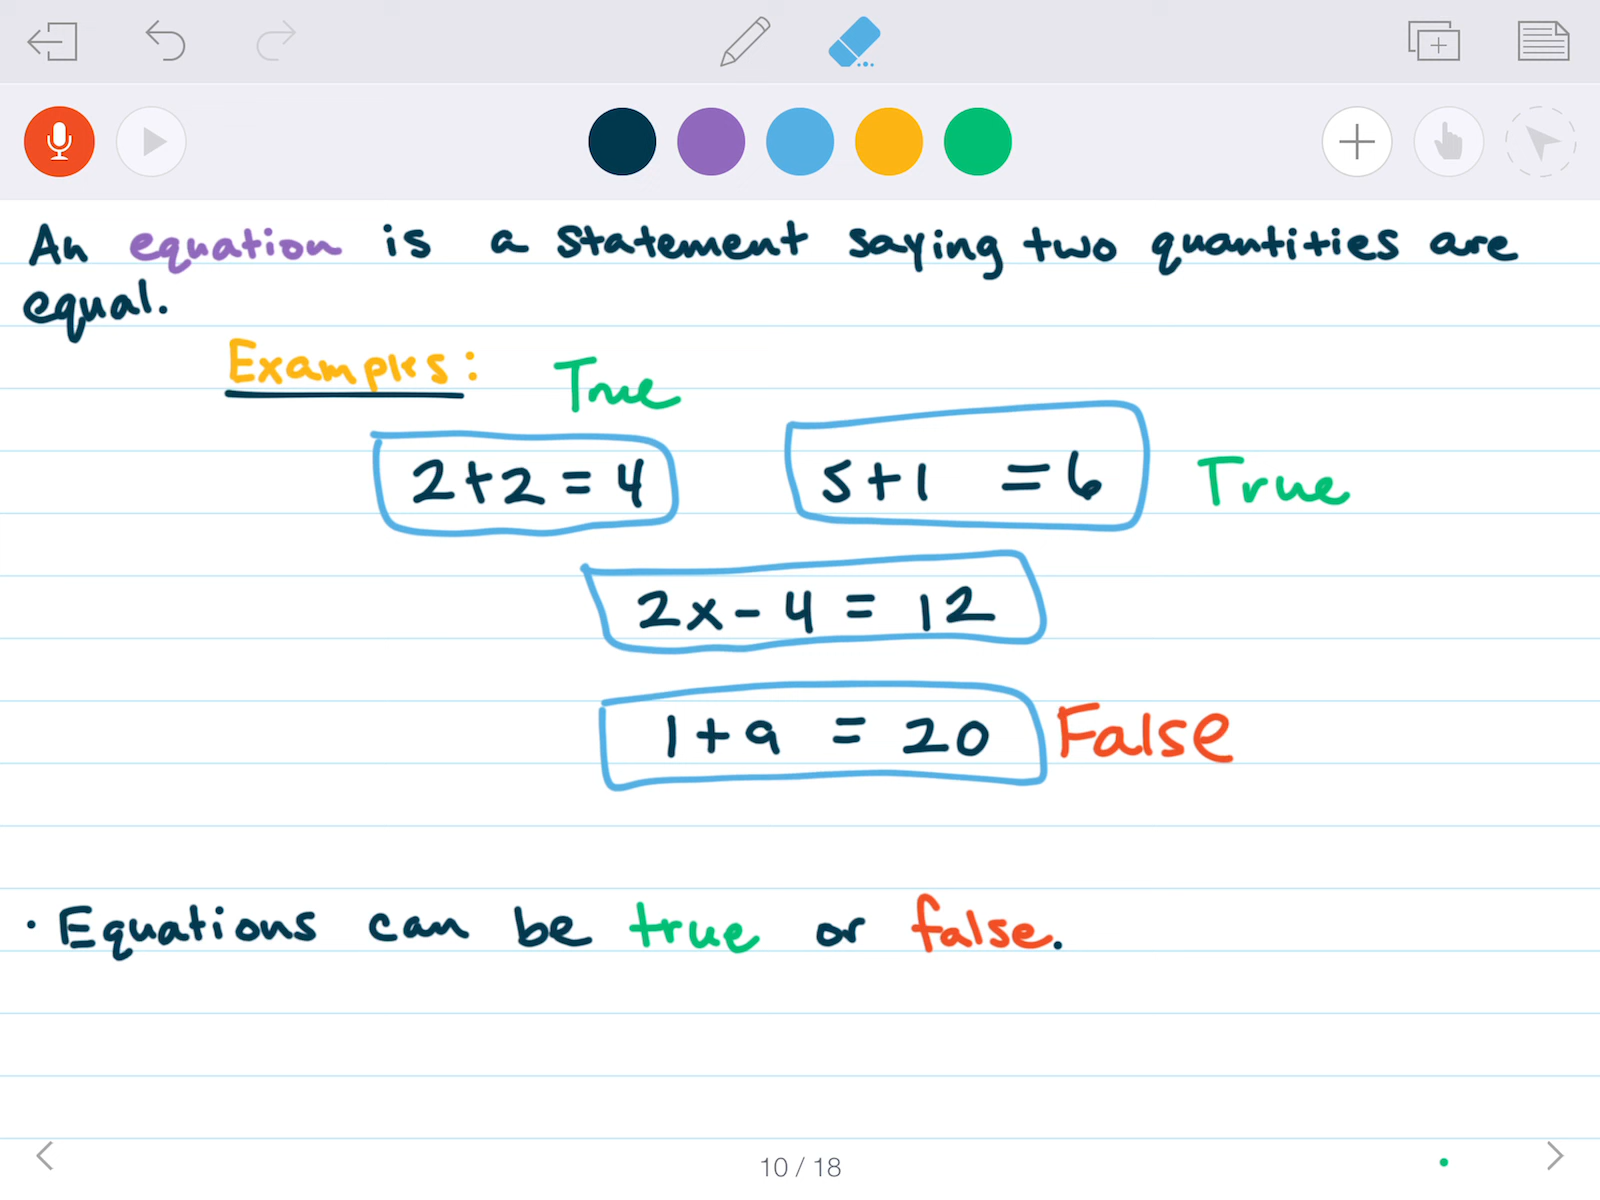 An equation is a statement saying two quantities are
equal.
Examples:
True
2+2=4
5+1 =6
True
2x-4 = 12
1+9 = 20
False
· Equations can be true or false.
10 / 18